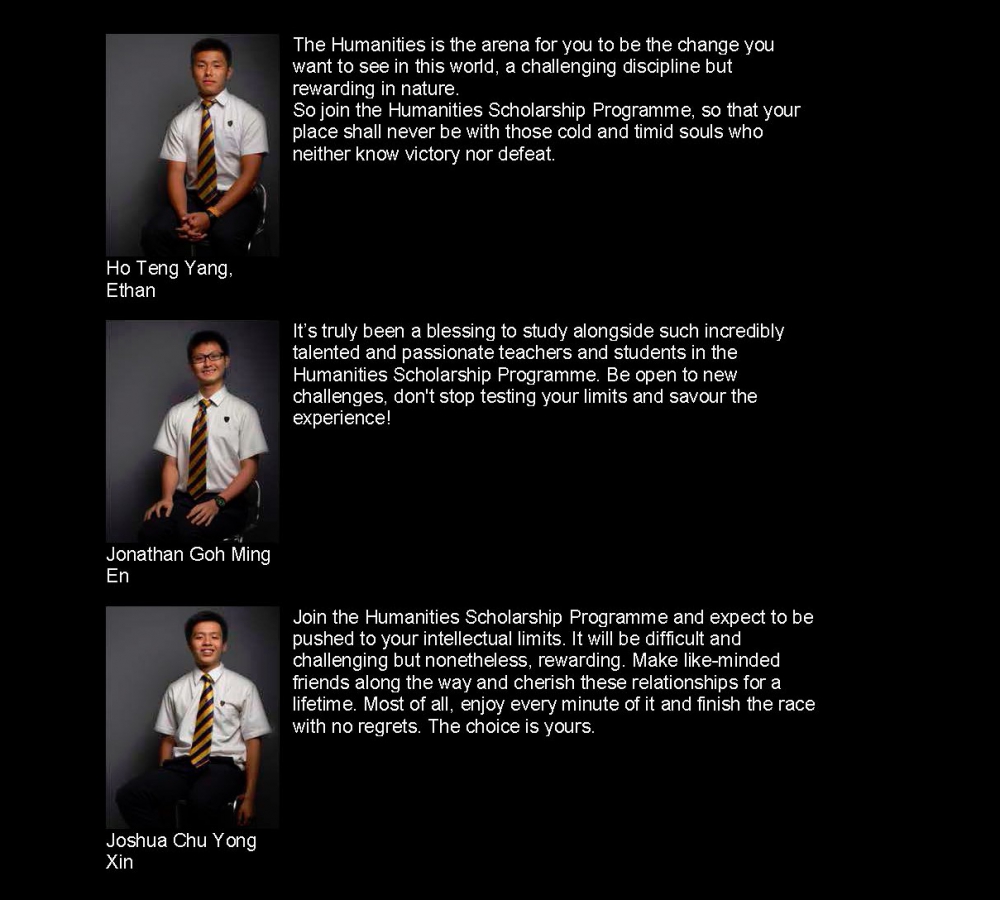 The Humanities is the arena for you to be the change you
want to see in this world, a challenging discipline but
rewarding in nature.
So join the Humanities Scholarship Programme, so that your
place shall never be with those cold and timid souls who
neither know victory nor defeat.
Ho Teng Yang,
Ethan
It’s truly been a blessing to study alongside such incredibly
talented and passionate teachers and students in the
Humanities Scholarship Programme. Be open to new
challenges, don't stop testing your limits and savour the
experience!
Jonathan Goh Ming
En
Join the Humanities Scholarship Programme and expect to be
pushed to your intellectual limits. It will be difficult and
challenging but nonetheless, rewarding. Make like-minded
friends along the way and cherish these relationships for a
lifetime. Most of all, enjoy every minute of it and finish the race
with no regrets. The choice is yours.
Joshua Chu Yong
Xin